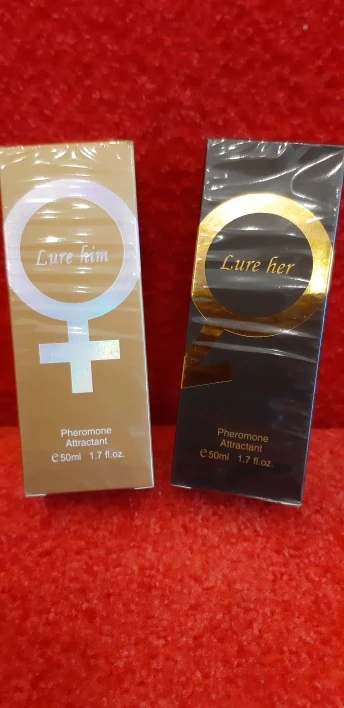 Lure him
Pheromone
Attractant
℮50ml 1.7 fl.oz.
Lure her
Pheromone
Attractant
℮50ml 1.7 fl.oz.